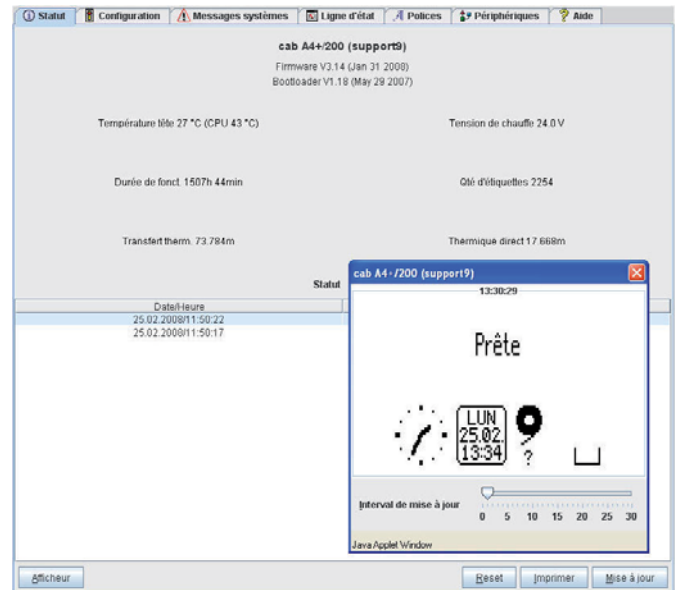 Statut Configuration Messages systèmes Ligne d'état Polices Périphériques Aide
cab A4+/200 (support9)
Firmware V3.14 (Jan 31 2008)
Bootloader V1.18 (May 29 2007)
Température tête 27 °C (CPU 43 °C) Tension de chauffe 24.0 V
Durée de fonct. 1507h 44min Qté d'étiquettes 2254
Transfert therm. 73.784m Thermique direct 17.668m
Statut
Date/Heure
25.02.2008/11:50:22
25.02.2008/11:50:17
cab A4+/200 (support9)
13:30:29
Prête
LUN
25.02.
13:34
?
Interval de mise à jour
0 5 10 15 20 25 30
Java Applet Window
Afficheur Reset Imprimer Mise à jour